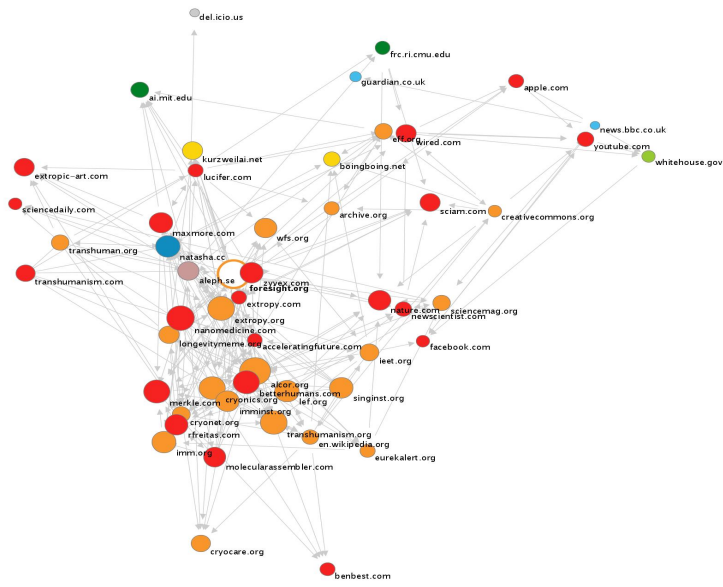 del.icio.us
frc.ri.cmu.edu
guardian.co.uk
apple.com
ai.mit.edu
news.bbc.co.uk
eff.org
wired.com
youtube.com
kurzweilai.net
boingboing.net
whitehouse.gov
extropic-art.com
lucifer.com
sciencedaily.com
archive.org
sciam.com
creativecommons.org
maxmore.com
wfs.org
transhuman.org
natasha.cc
transhumanism.com
aleph.se
zyvex.com
foresight.org
extropy.com
nature.com
sciencemag.org
newscientist.com
extropy.org
nanomedicine.com
longevitymeme.org
acceleratingfuture.com
facebook.com
ieet.org
alcor.org
betterhumans.com
merkle.com
cryonics.org
lef.org
singinst.org
imminst.org
cryonet.org
rfreitas.com
transhumanism.org
en.wikipedia.org
imm.org
eurekalert.org
molecularassembler.com
cryocare.org
benbest.com